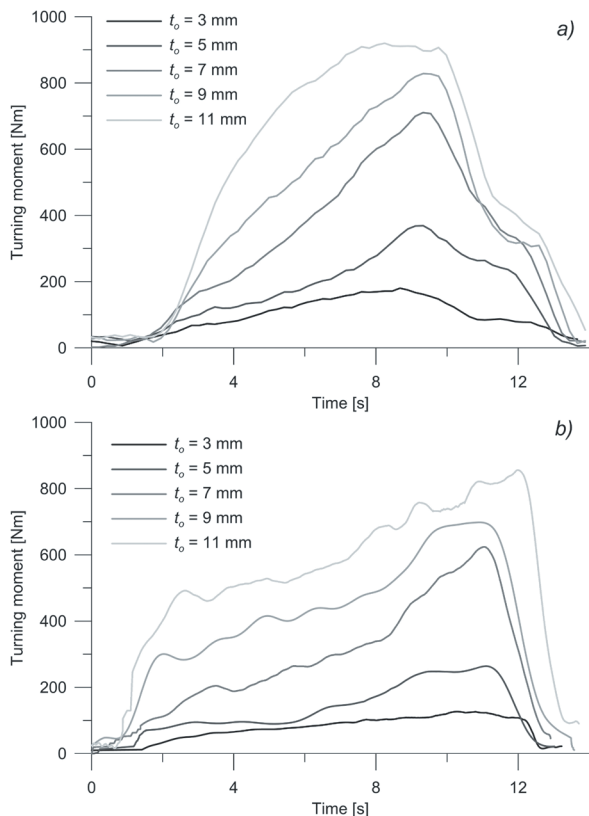 1000
800
600
400
200
0
Turning moment [Nm]
a)
t_o = 3 mm
t_o = 5 mm
t_o = 7 mm
t_o = 9 mm
t_o = 11 mm
0 4 8 12
Time [s]
1000
800
600
400
200
0
Turning moment [Nm]
b)
t_o = 3 mm
t_o = 5 mm
t_o = 7 mm
t_o = 9 mm
t_o = 11 mm
0 4 8 12
Time [s]